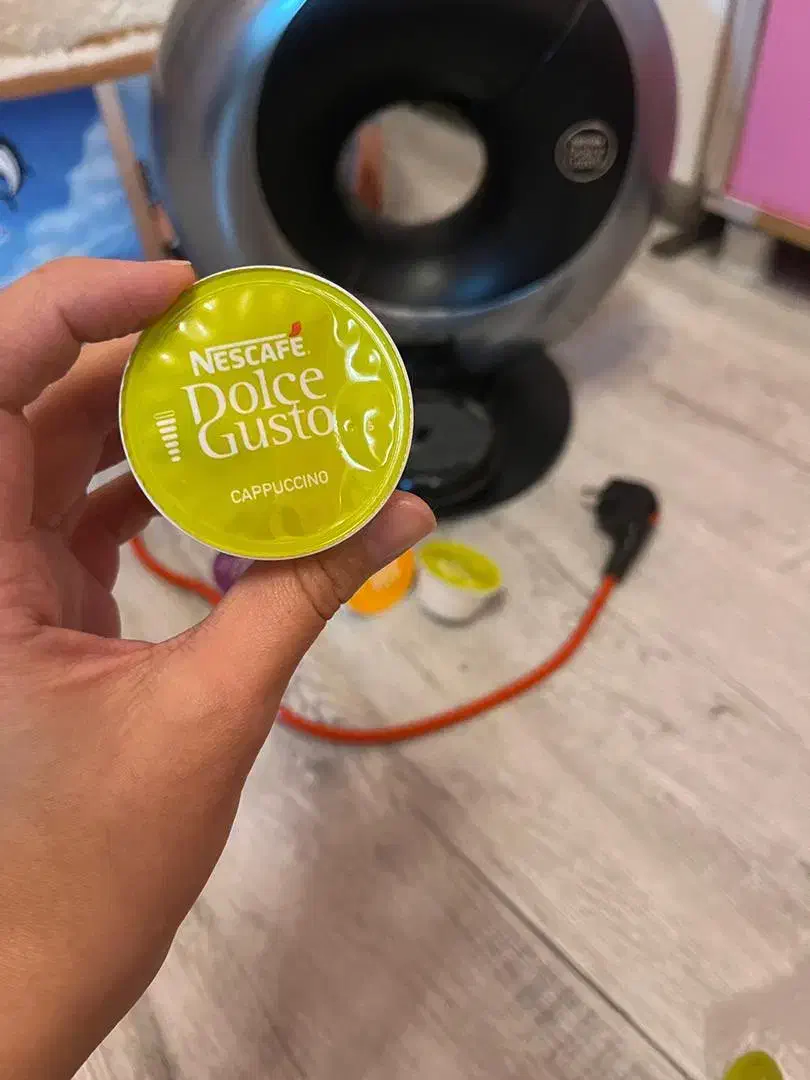 NESCAFÉ
Dolce
Gusto
CAPPUCCINO